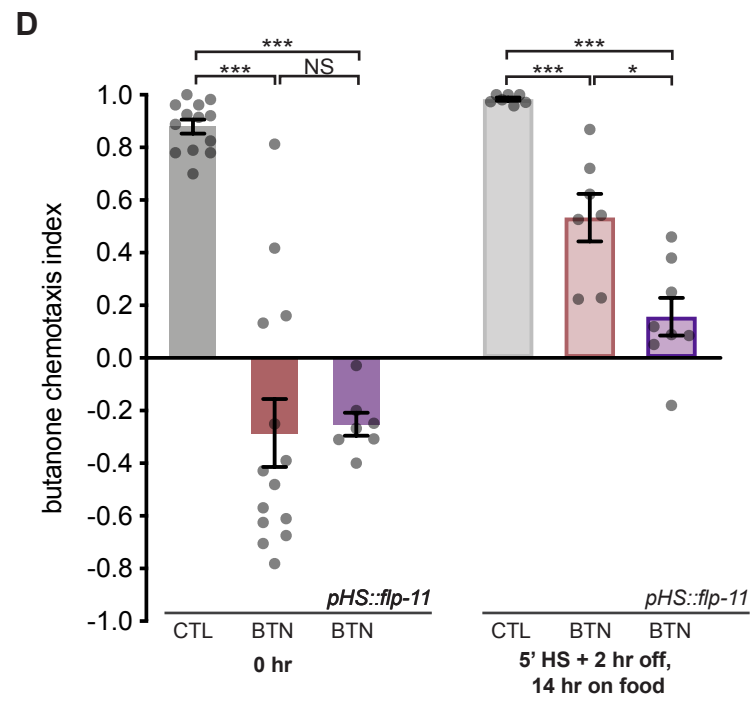 D
***
***
***
NS
***
*
1.0
0.8
0.6
0.4
0.2
0.0
-0.2
-0.4
-0.6
-0.8
-1.0
butanone chemotaxis index
pHS::flp-11
pHS::flp-11
CTL BTN BTN
CTL BTN BTN
0 hr
5’ HS + 2 hr off,
14 hr on food